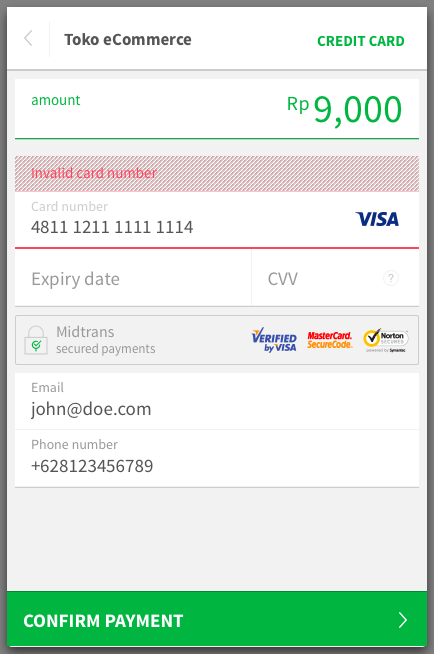 Toko eCommerce
CREDIT CARD
amount
Rp 9,000
Invalid card number
Card number
4811 1211 1111 1114
VISA
Expiry date
CVV
?
Midtrans
secured payments
VERIFIED
by VISA
MasterCard.
SecureCode.
Norton
SECURED
powered by Symantec
Email
john@doe.com
Phone number
+628123456789
CONFIRM PAYMENT